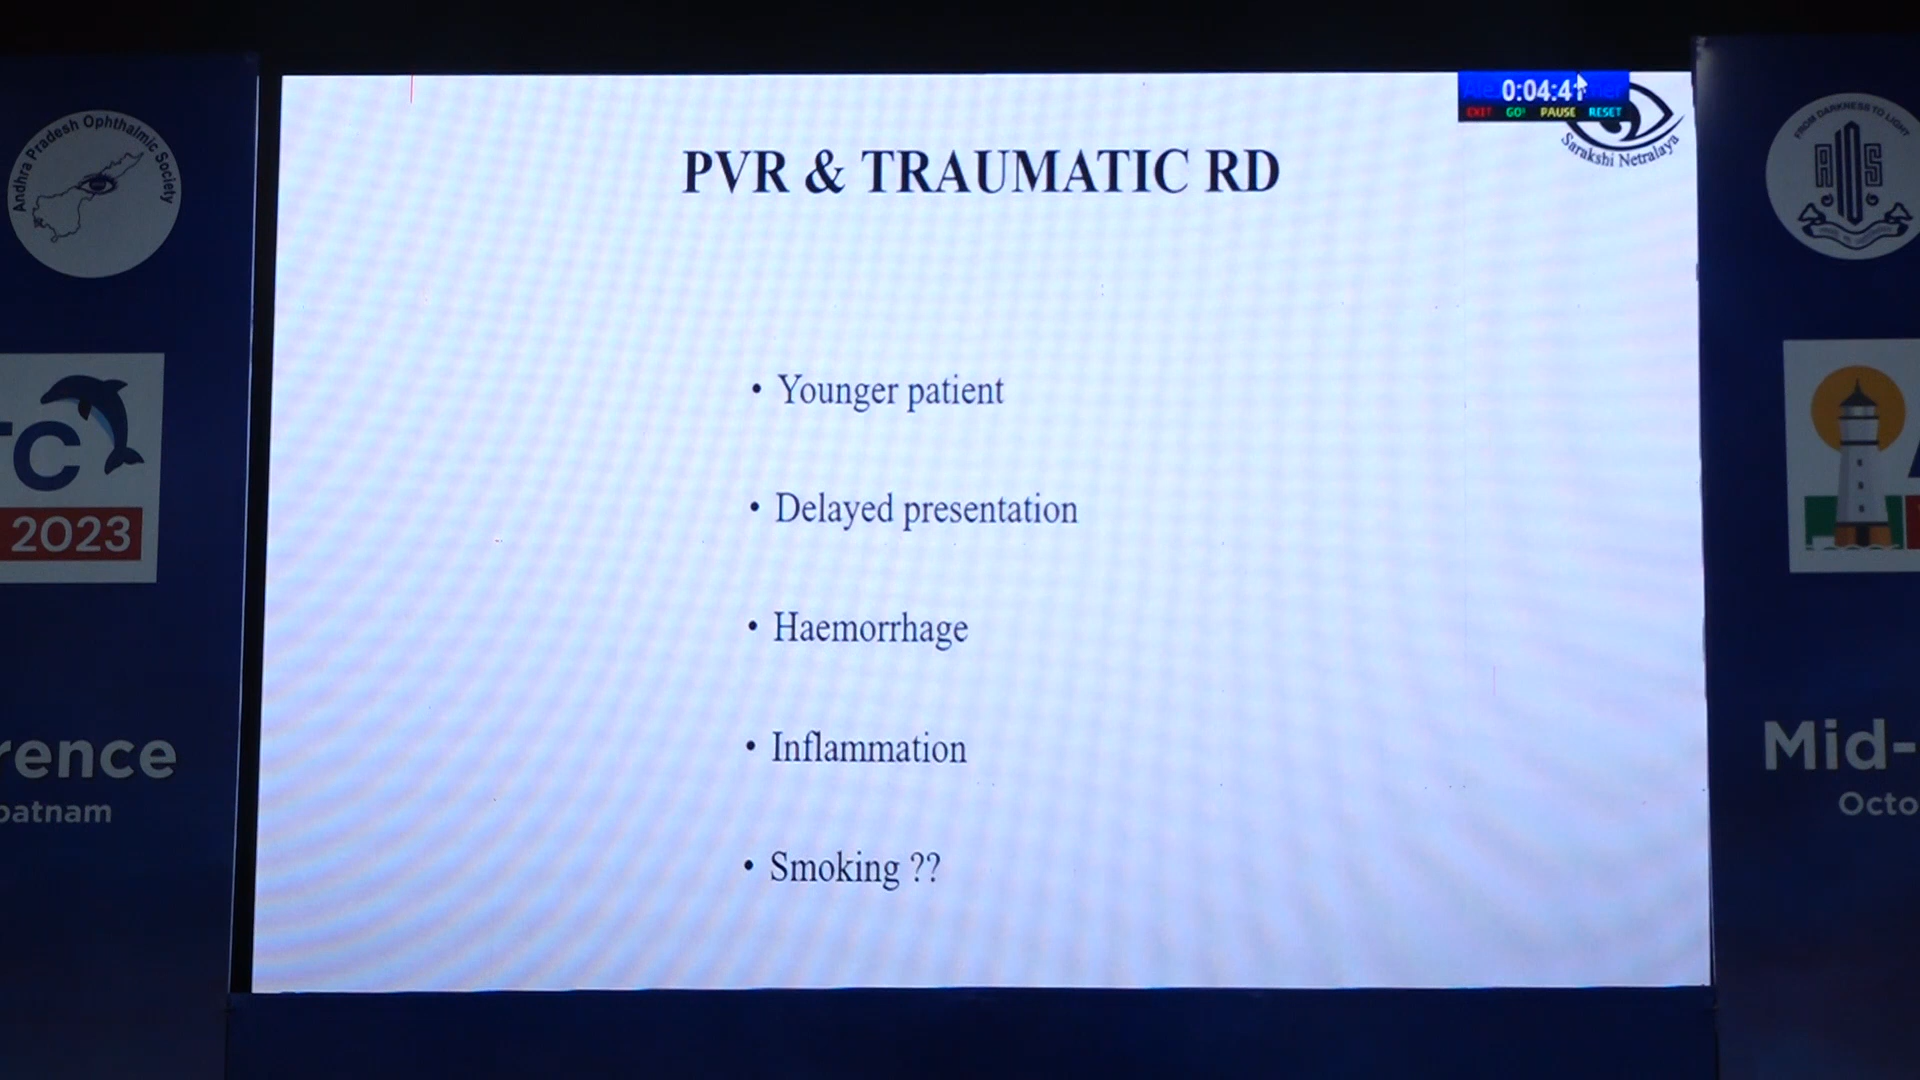 Andhra Pradesh Ophthalmic Society
0:04:41
EXIT GO! PAUSE RESET
Sarakshi Netralaya
FROM DARKNESS TO LIGHT
PVR & TRAUMATIC RD
• Younger patient
• Delayed presentation
• Haemorrhage
• Inflammation
• Smoking ??
TC
2023
rence
patnam
Mid-
Octo